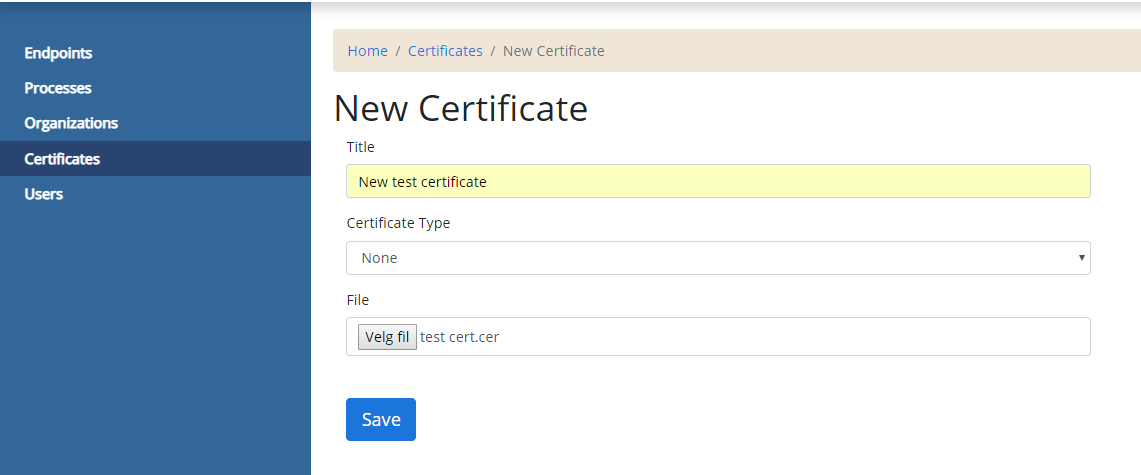 Endpoints
Processes
Organizations
Certificates
Users
Home / Certificates / New Certificate
New Certificate
Title
New test certificate
Certificate Type
None
File
Velg fil test cert.cer
Save